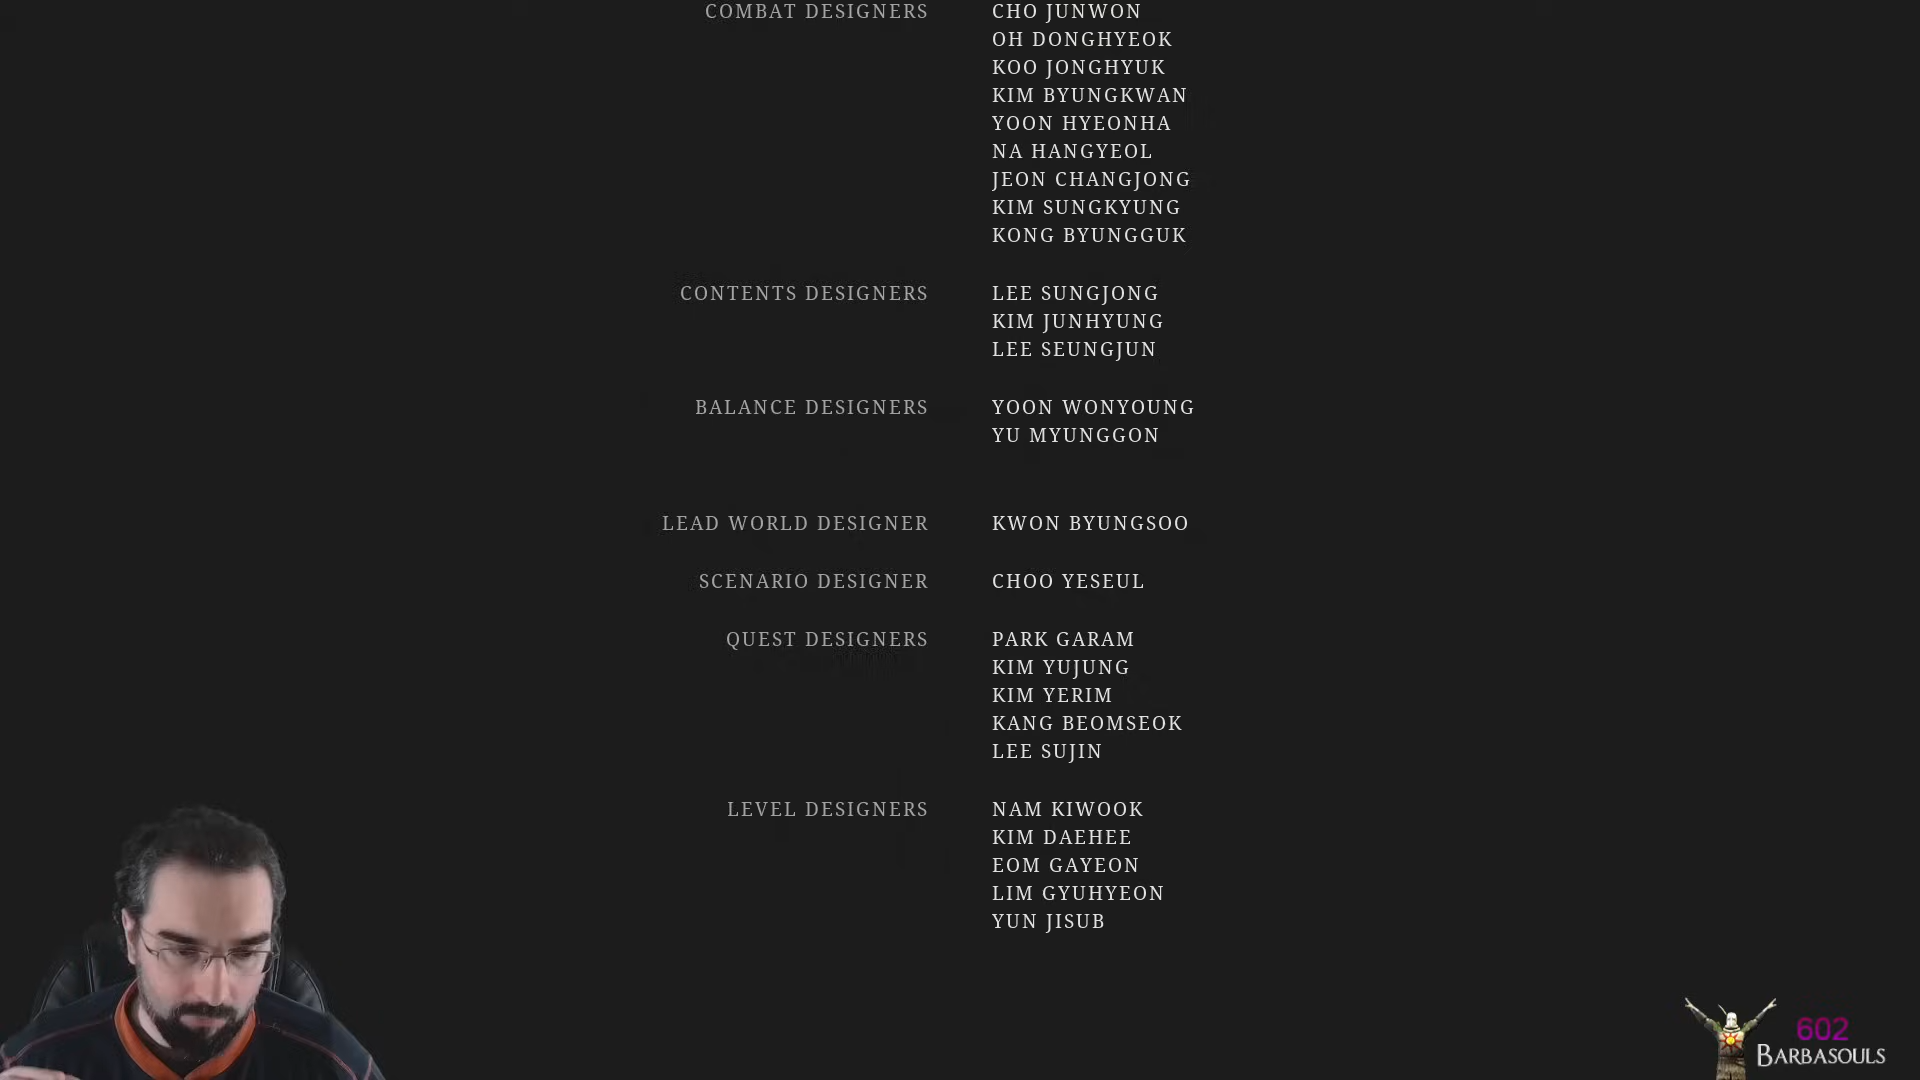 COMBAT DESIGNERS CHO JUNWON
OH DONGHYEOK
KOO JONGHYUK
KIM BYUNGKWAN
YOON HYEONHA
NA HANGYEOL
JEON CHANGJONG
KIM SUNGKYUNG
KONG BYUNGGUK
CONTENTS DESIGNERS LEE SUNGJONG
KIM JUNHYUNG
LEE SEUNGJUN
BALANCE DESIGNERS YOON WONYOUNG
YU MYUNGGON
LEAD WORLD DESIGNER KWON BYUNGSOO
SCENARIO DESIGNER CHOO YESEUL
QUEST DESIGNERS PARK GARAM
KIM YUJUNG
KIM YERIM
KANG BEOMSEOK
LEE SUJIN
LEVEL DESIGNERS NAM KIWOOK
KIM DAEHEE
EOM GAYEON
LIM GYUHYEON
YUN JISUB
602
BARBASOULS